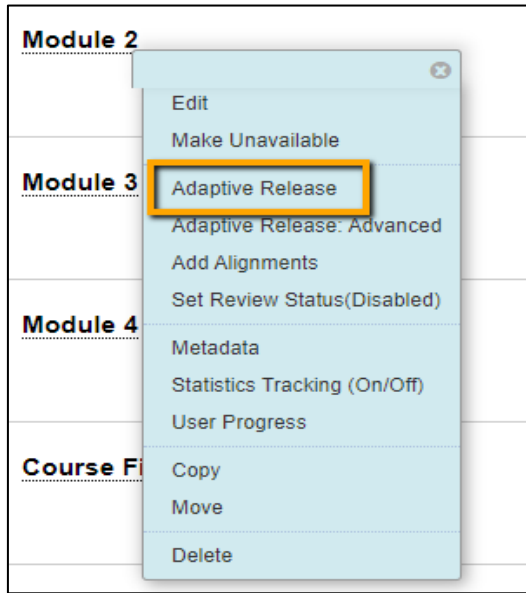 Module 2
Edit
Make Unavailable
Module 3
Adaptive Release
Adaptive Release: Advanced
Add Alignments
Set Review Status(Disabled)
Module 4
Metadata
Statistics Tracking (On/Off)
User Progress
Course Fi
Copy
Move
Delete